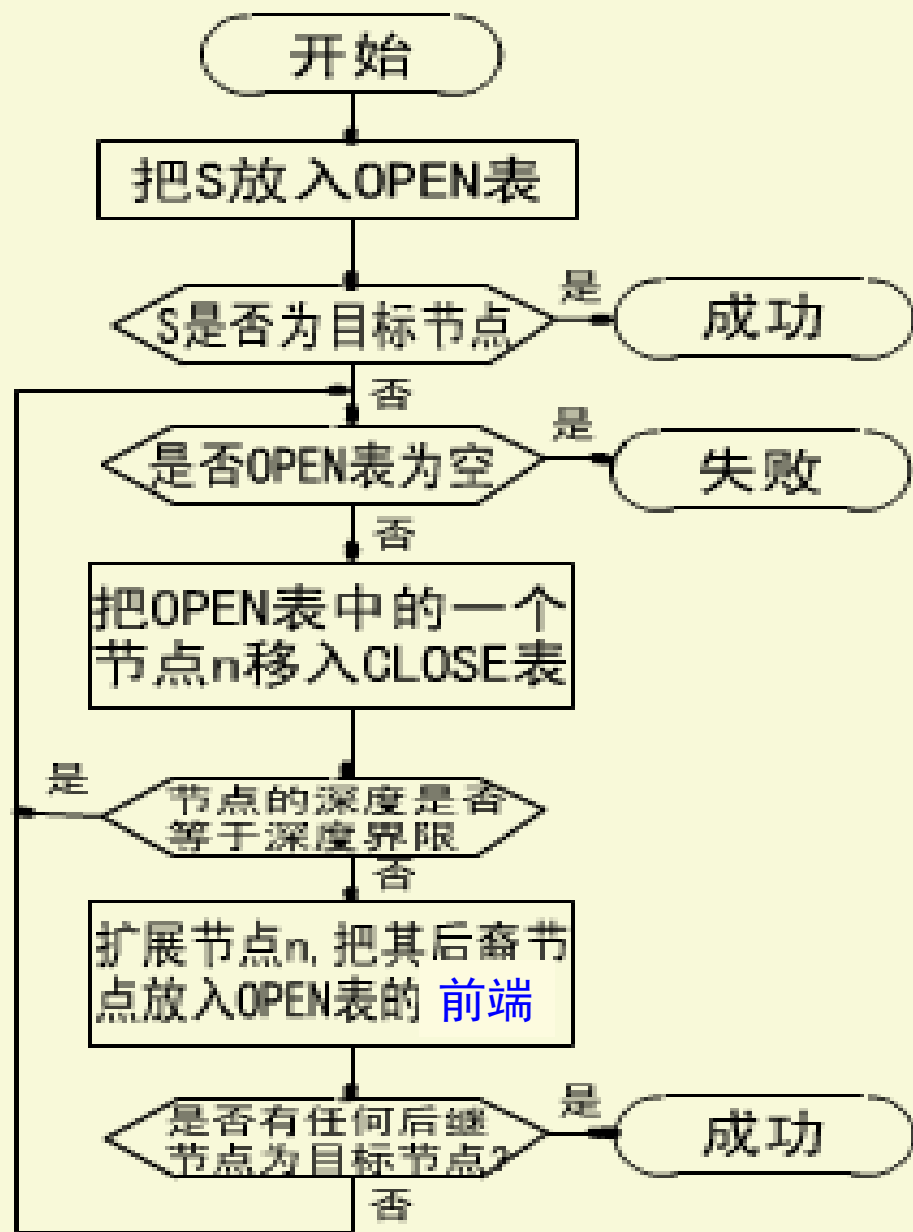 开始
把S放入OPEN表
S是否为目标节点
是
成功
否
是否OPEN表为空
是
失败
否
把OPEN表中的一个
节点n移入CLOSE表
是
节点的深度是否
等于深度界限
否
扩展节点n,把其后裔节
点放入OPEN表的 前端
是否有任何后继
节点为目标节点?
是
成功
否